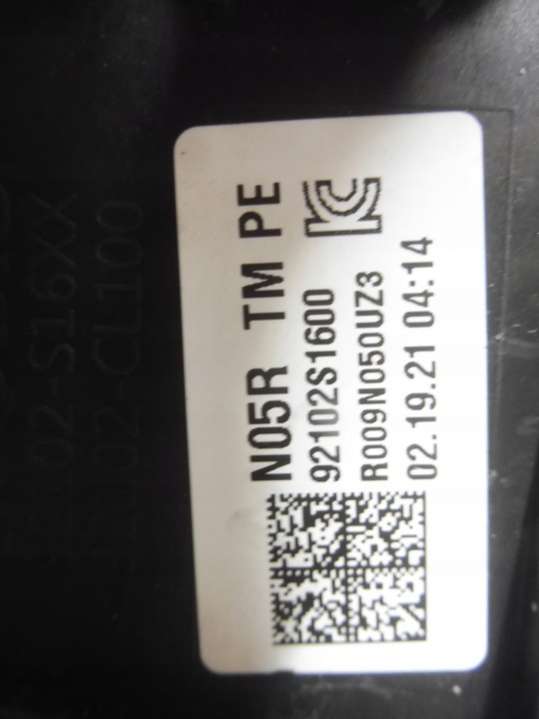 N05R TM PE
92102S1600
R009N050UZ3
02.19.21 04:14